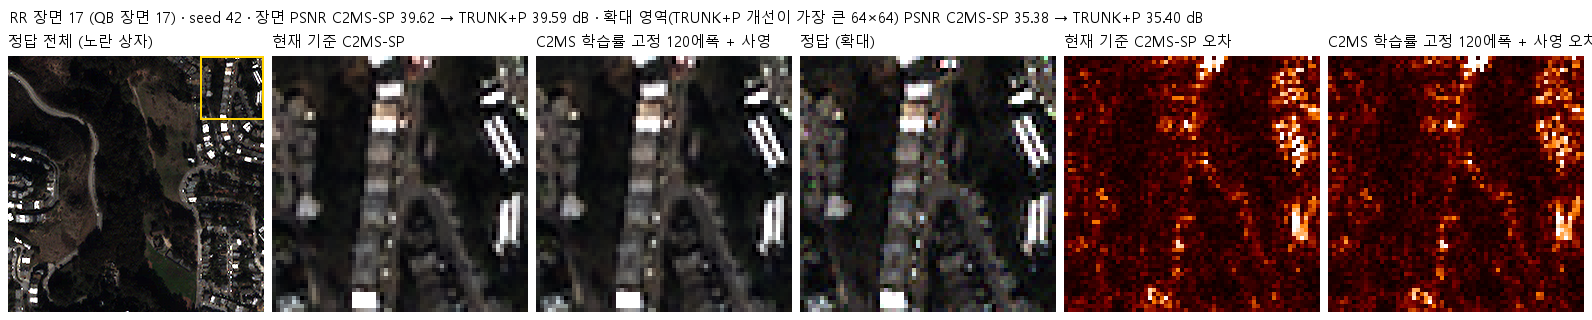 RR 장면 17 (QB 장면 17) · seed 42 · 장면 PSNR C2MS-SP 39.62 → TRUNK+P 39.59 dB · 확대 영역(TRUNK+P 개선이 가장 큰 64×64) PSNR C2MS-SP 35.38 → TRUNK+P 35.40 dB
정답 전체 (노란 상자)
현재 기준 C2MS-SP
C2MS 학습률 고정 120에폭 + 사영
정답 (확대)
현재 기준 C2MS-SP 오차
C2MS 학습률 고정 120에폭 + 사영 오차